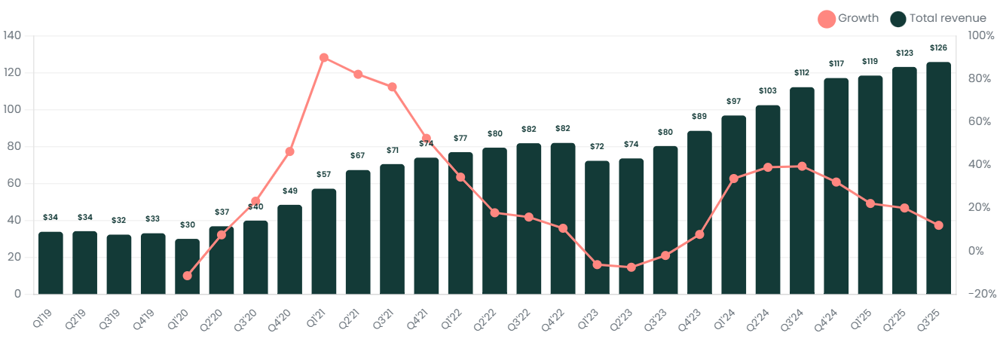 Growth Total revenue
140 100%
120 80%
100 60%
80 40%
60 20%
40 0%
20 -20%
0
$34 $34 $32 $33 $30 $37 $40 $49 $57 $67 $71 $74 $77 $80 $82 $82 $72 $74 $80 $89 $97 $103 $112 $117 $119 $123 $126
Q1'19 Q2'19 Q3'19 Q4'19 Q1'20 Q2'20 Q3'20 Q4'20 Q1'21 Q2'21 Q3'21 Q4'21 Q1'22 Q2'22 Q3'22 Q4'22 Q1'23 Q2'23 Q3'23 Q4'23 Q1'24 Q2'24 Q3'24 Q4'24 Q1'25 Q2'25 Q3'25